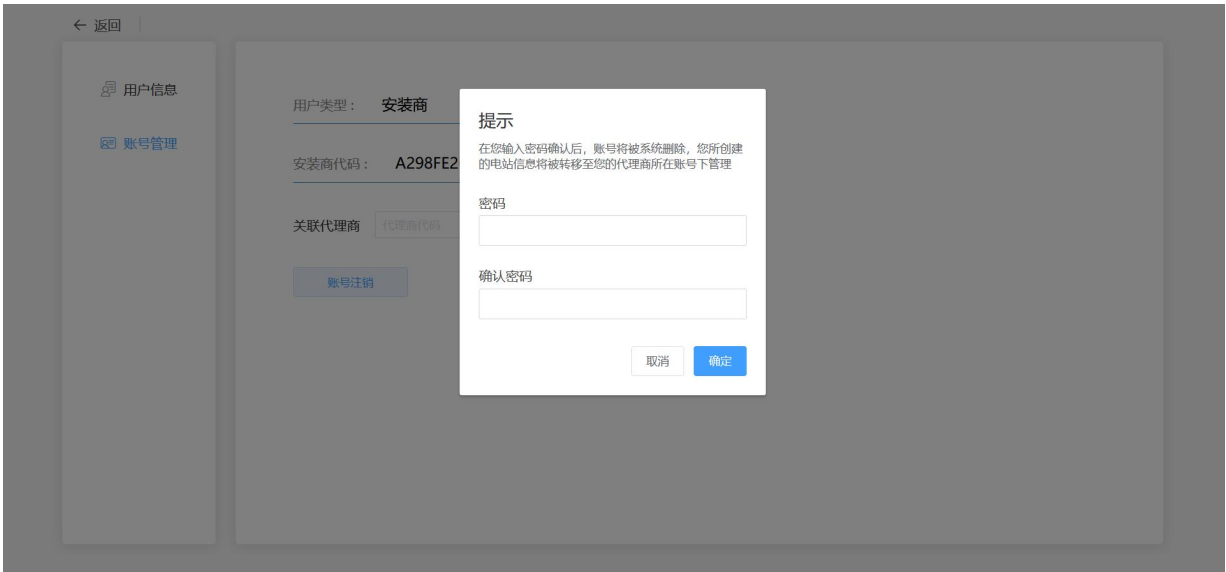 返回
用户信息
账号管理
用户类型： 安装商
安装商代码： A298FE2
关联代理商 代理商代码
账号注销
提示
在您输入密码确认后，账号将被系统删除，您所创建
的电站信息将被转移至您的代理商所在账号下管理
密码
确认密码
取消 确定